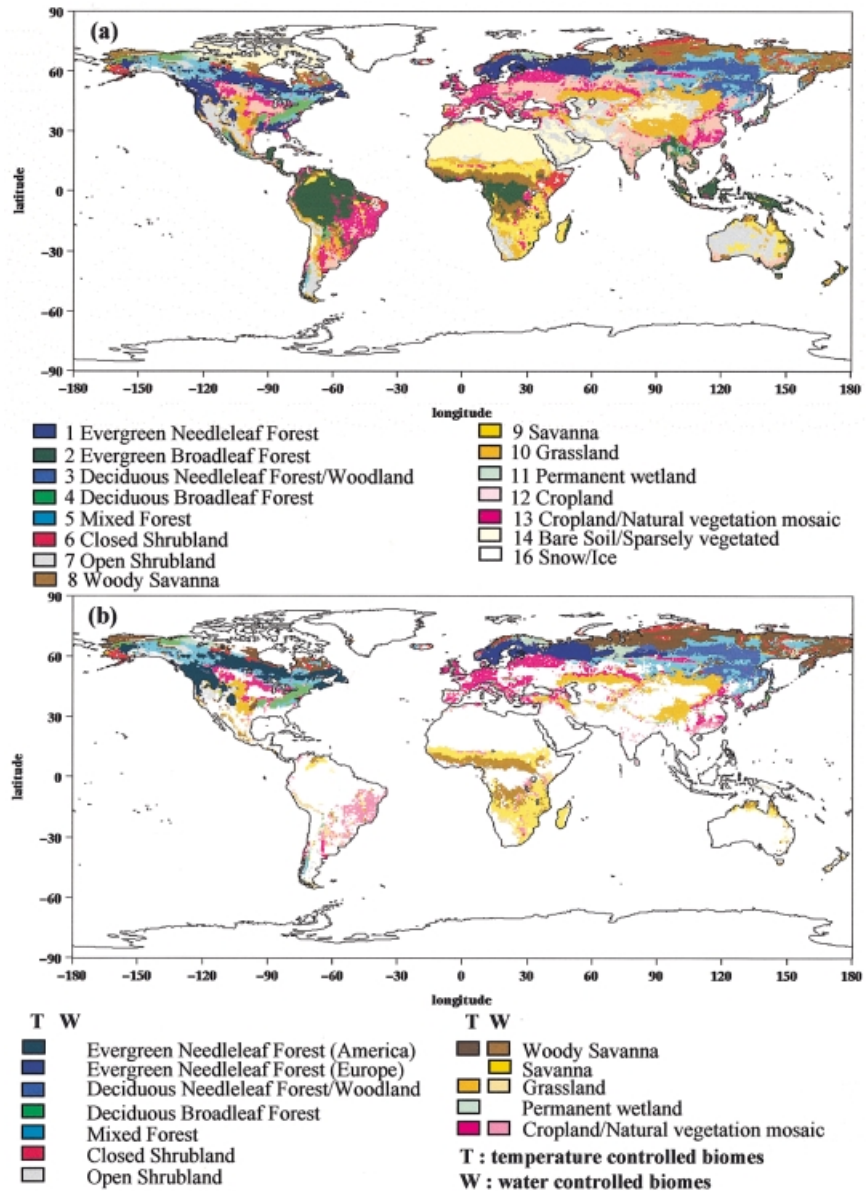 (a)
90
60
30
0
−30
−60
−90
latitude
−180 −150 −120 −90 −60 −30 0 30 60 90 120 150 180
longitude
1 Evergreen Needleleaf Forest
2 Evergreen Broadleaf Forest
3 Deciduous Needleleaf Forest/Woodland
4 Deciduous Broadleaf Forest
5 Mixed Forest
6 Closed Shrubland
7 Open Shrubland
8 Woody Savanna
9 Savanna
10 Grassland
11 Permanent wetland
12 Cropland
13 Cropland/Natural vegetation mosaic
14 Bare Soil/Sparsely vegetated
16 Snow/Ice
(b)
90
60
30
0
−30
−60
−90
latitude
−180 −150 −120 −90 −60 −30 0 30 60 90 120 150 180
longitude
T W
Evergreen Needleleaf Forest (America)
Evergreen Needleleaf Forest (Europe)
Deciduous Needleleaf Forest/Woodland
Deciduous Broadleaf Forest
Mixed Forest
Closed Shrubland
Open Shrubland
T W
Woody Savanna
Savanna
Grassland
Permanent wetland
Cropland/Natural vegetation mosaic
T : temperature controlled biomes
W : water controlled biomes